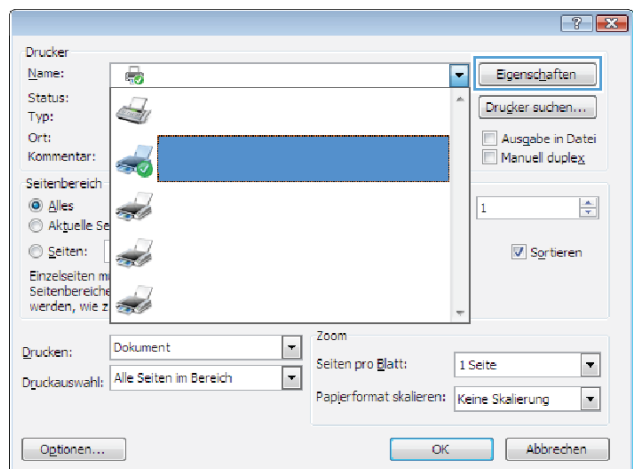 Drucker
Name:
Eigenschaften
Status:
Drucker suchen...
Typ:
Ort:
Ausgabe in Datei
Kommentar:
Manuell duplex
Seitenbereich
Alles
1
Aktuelle Se
Seiten:
Sortieren
Einzelseiten m
Seitenbereiche
werden, wie z
Zoom
Drucken:
Dokument
Seiten pro Blatt:
1 Seite
Druckauswahl:
Alle Seiten im Bereich
Papierformat skalieren:
Keine Skalierung
Optionen...
OK
Abbrechen